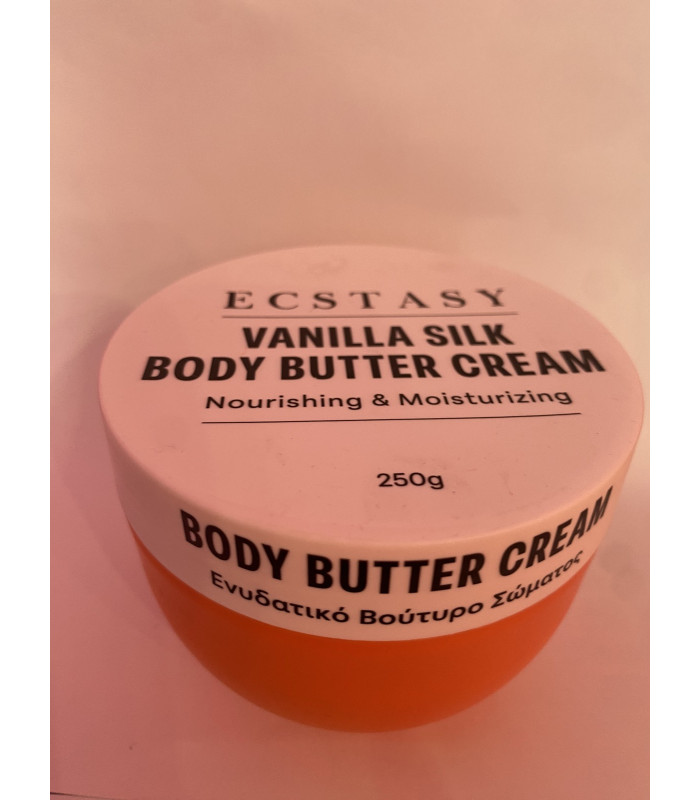 ECSTASY
VANILLA SILK
BODY BUTTER CREAM
Nourishing & Moisturizing
250g
BODY BUTTER CREAM
Ενυδατικό Βούτυρο Σώματος